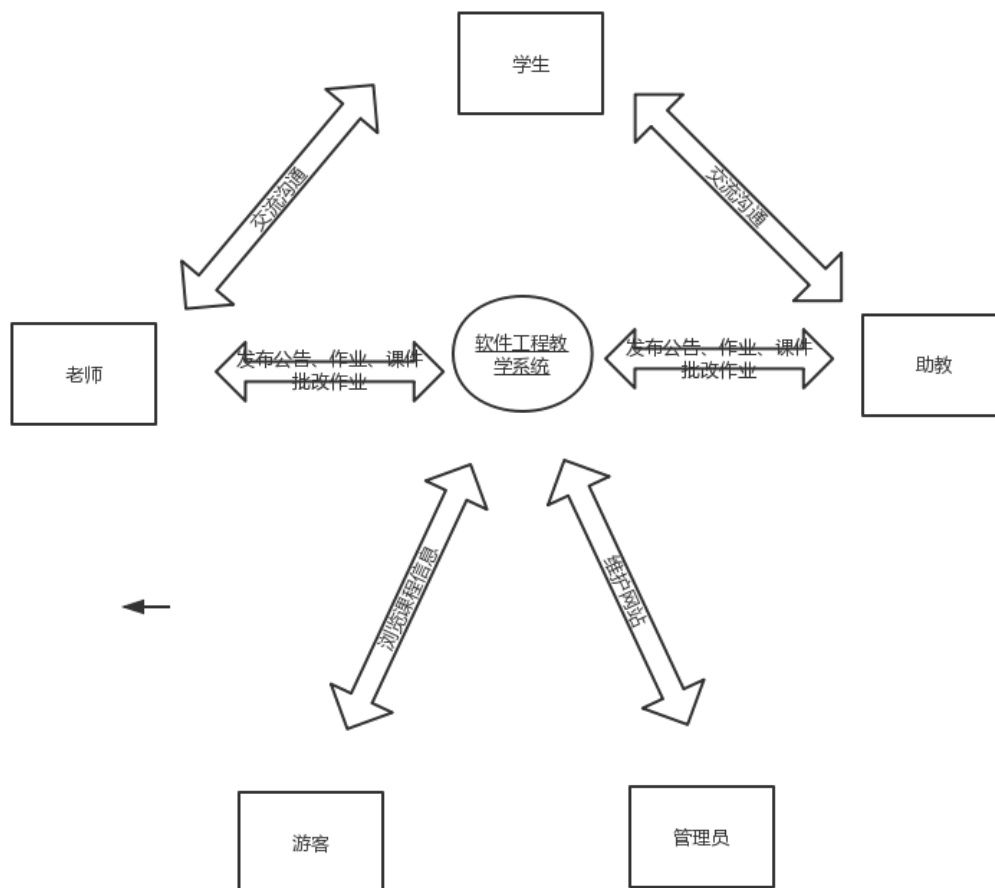 学生
交流沟通
交流沟通
老师
发布公告、作业、课件
批改作业
软件工程教
学系统
发布公告、作业、课件
批改作业
助教
浏览课程信息
维护网站
游客
管理员